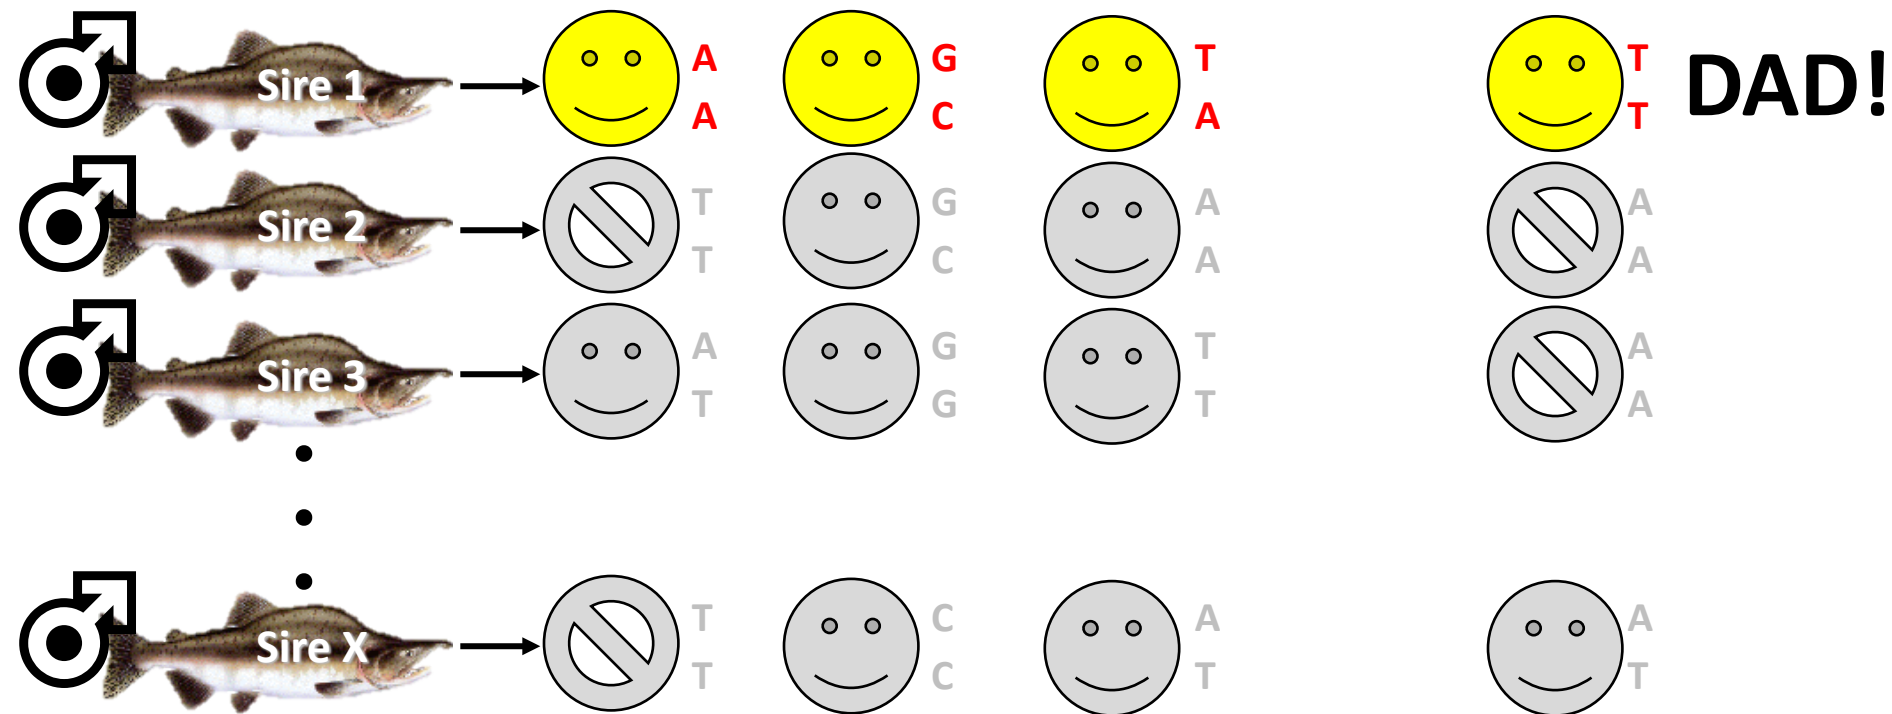 Sire 1 A G T T DAD!
A C A T
Sire 2 T G A A
T C A A
Sire 3 A G T A
T G T A
Sire X T C A A
T C T T